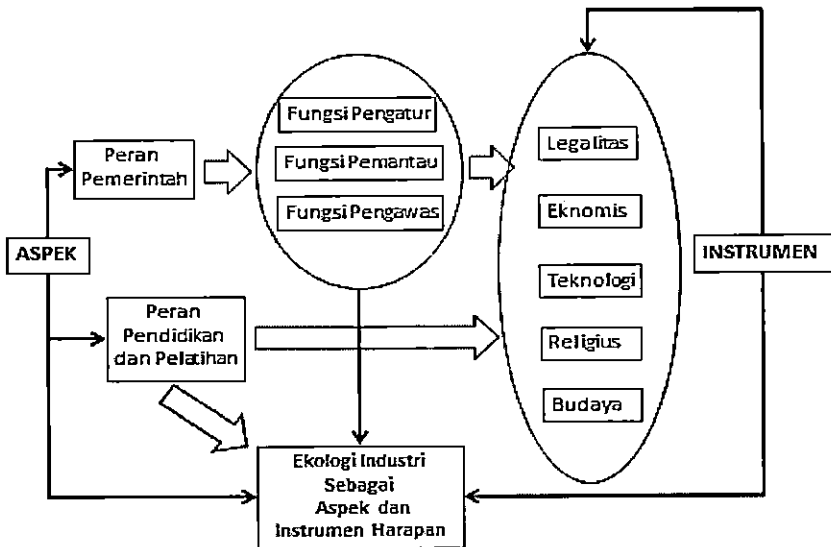 Fungsi Pengatur
Fungsi Pemantau
Fungsi Pengawas
Peran
Pemerintah
ASPEK
Peran
Pendidikan
dan Pelatihan
Legalitas
Eknomis
Teknologi
Religius
Budaya
INSTRUMEN
Ekologi Industri
Sebagai
Aspek dan
Instrumen Harapan